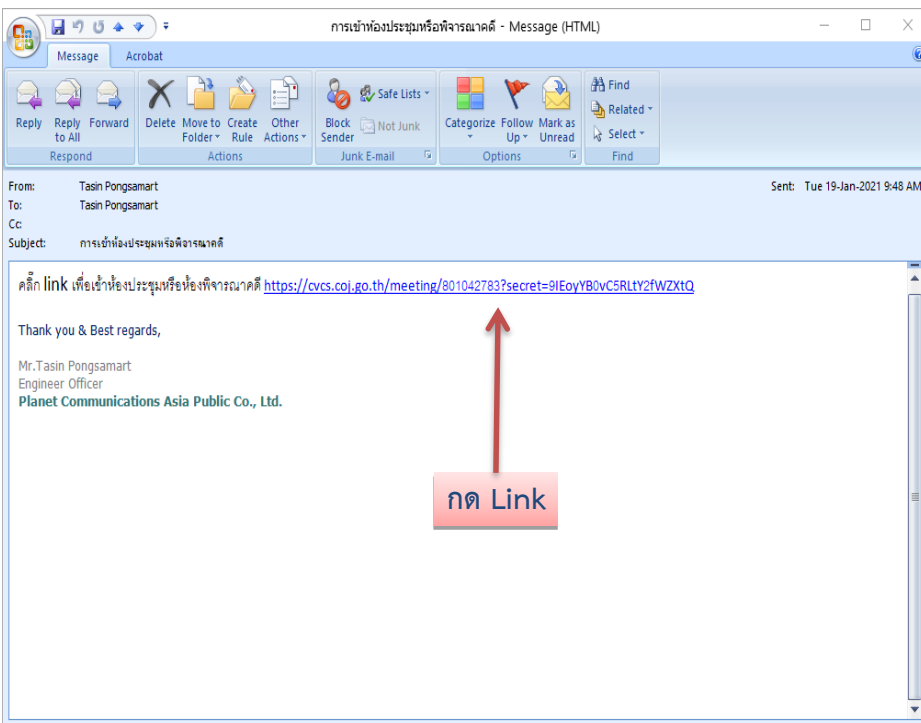 การเข้าห้องประชุมหรือพิจารณาคดี - Message (HTML)
Message Acrobat
Reply Reply to All Forward Delete Move to Folder Create Rule Other Actions Block Sender Safe Lists Not Junk Categorize Follow Up Mark as Unread Find Related Select
Respond Actions Junk E-mail Options Find
From: Tasin Pongsamart Sent: Tue 19-Jan-2021 9:48 AM
To: Tasin Pongsamart
Cc:
Subject: การเข้าห้องประชุมหรือพิจารณาคดี
คลิ๊ก link เพื่อเข้าห้องประชุมหรือห้องพิจารณาคดี https://cvcs.coj.go.th/meeting/801042783?secret=9IEoyYB0vC5RLtY2fWZXtQ
Thank you & Best regards,
Mr.Tasin Pongsamart
Engineer Officer
Planet Communications Asia Public Co., Ltd.
กด Link